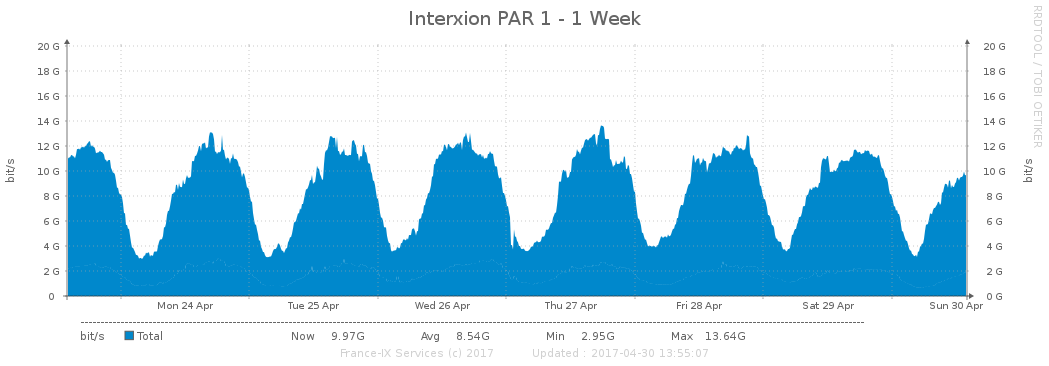 Interxion PAR 1 - 1 Week
RRDTOOL / TOBI OETIKER
bit/s
20 G 20 G
18 G 18 G
16 G 16 G
14 G 14 G
12 G 12 G
10 G 10 G
8 G 8 G
6 G 6 G
4 G 4 G
2 G 2 G
0 0 G
bit/s
Mon 24 Apr Tue 25 Apr Wed 26 Apr Thu 27 Apr Fri 28 Apr Sat 29 Apr Sun 30 Apr
bit/s Total Now 9.97G Avg 8.54G Min 2.95G Max 13.64G
France-IX Services (c) 2017 Updated : 2017-04-30 13:55:07